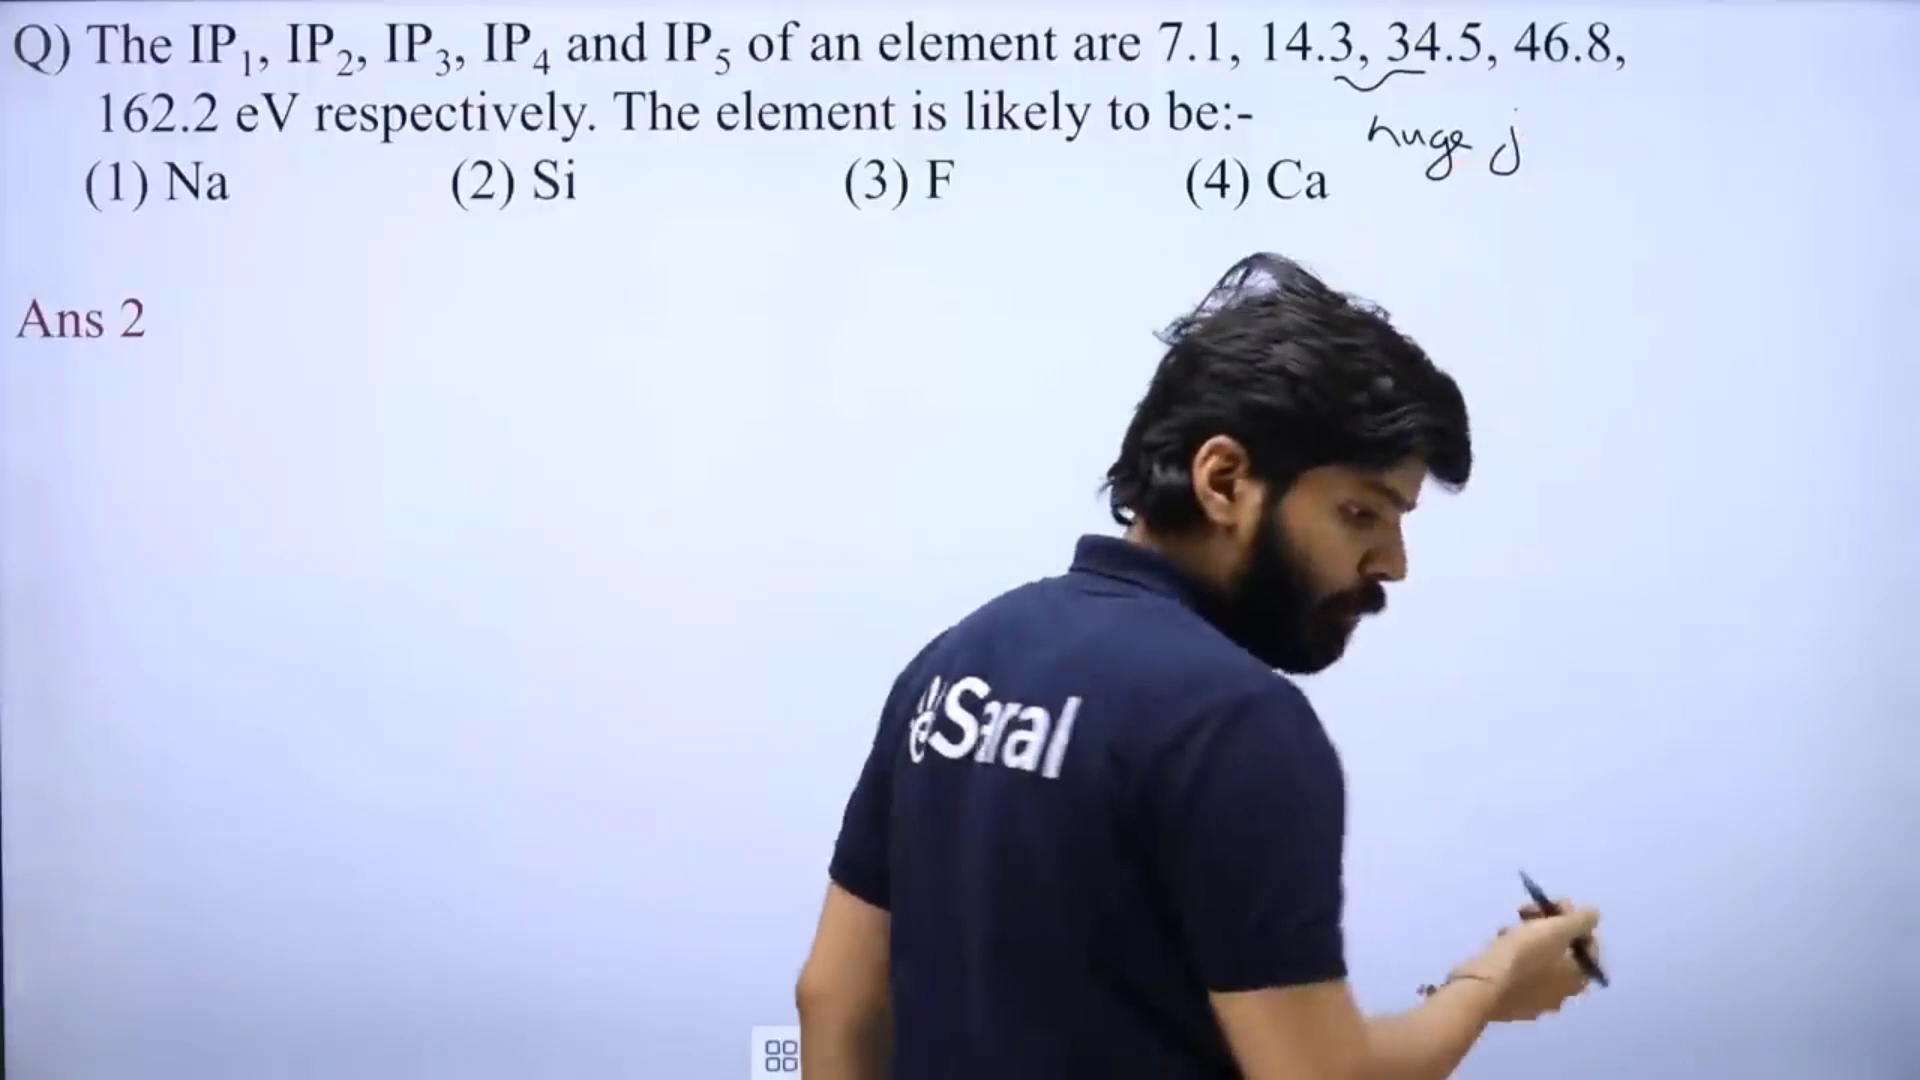 Q) The IP₁, IP₂, IP₃, IP₄ and IP₅ of an element are 7.1, 14.3, 34.5, 46.8,
162.2 eV respectively. The element is likely to be:-
huge j
(1) Na (2) Si (3) F (4) Ca
Ans 2
eSaral